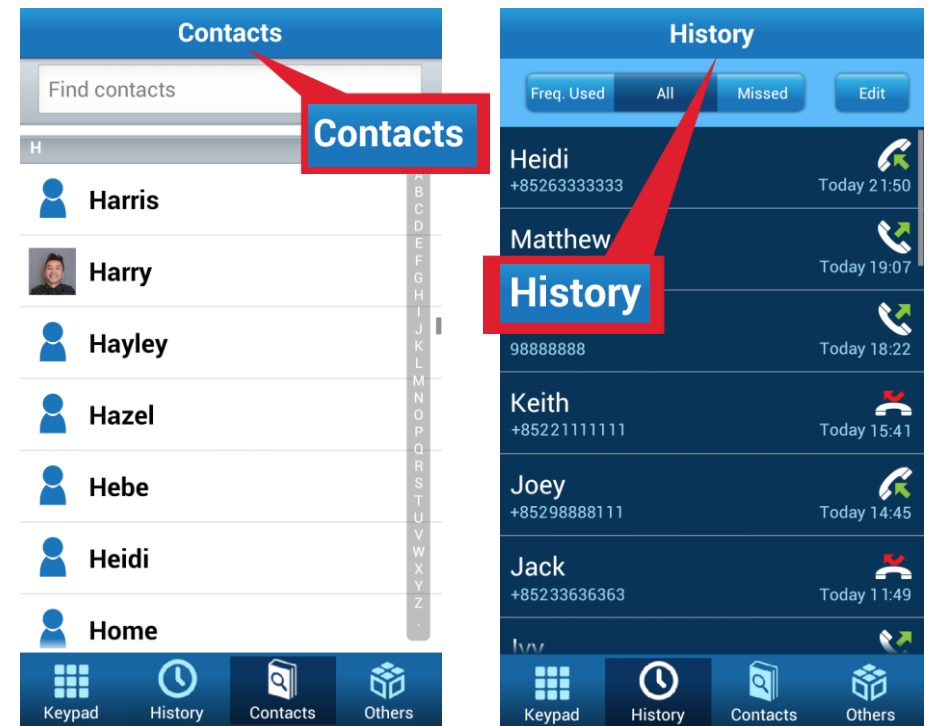 Contacts
Find contacts
Contacts
H
Harris
Harry
Hayley
Hazel
Hebe
Heidi
Home
A
B
C
D
E
F
G
H
I
J
K
L
M
N
O
P
Q
R
S
T
U
V
W
X
Y
Z
.
Keypad History Contacts Others
History
Freq. Used All Missed Edit
Heidi
+85263333333 Today 21:50
Matthew
Today 19:07
History
98888888 Today 18:22
Keith
+85221111111 Today 15:41
Joey
+85298888111 Today 14:45
Jack
+85233636363 Today 11:49
Ivy
Keypad History Contacts Others